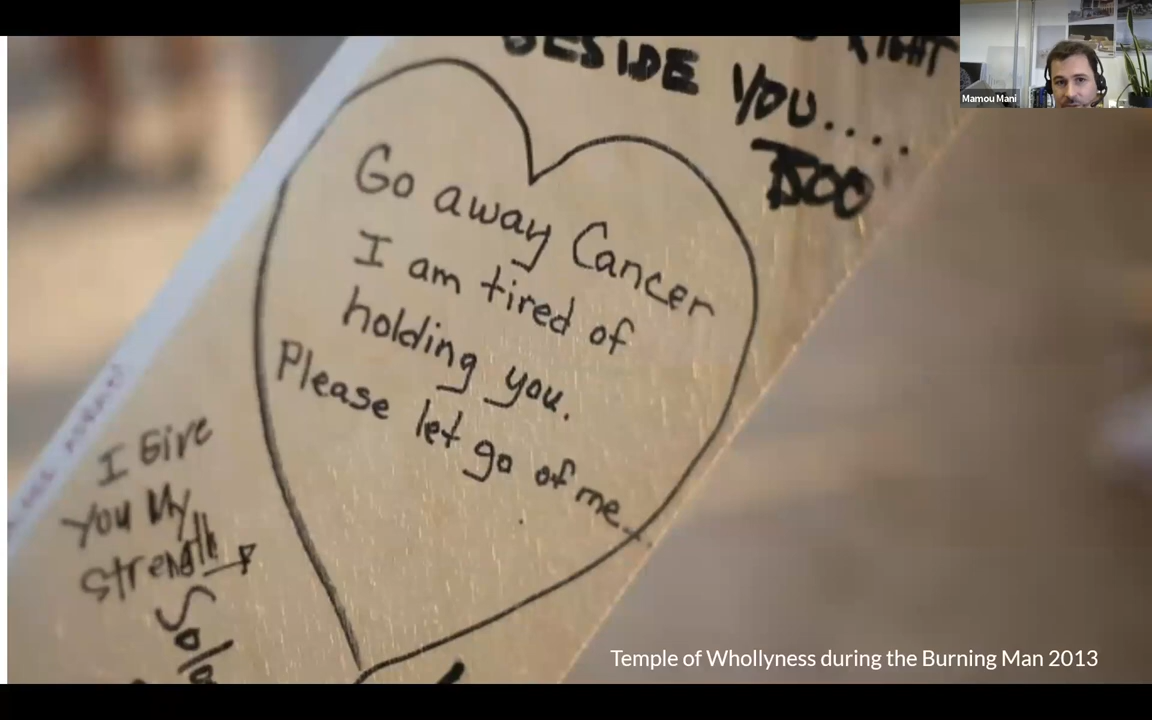 RIGHT
BESIDE YOU....
Mamou Mani
Go away Cancer
I am tired of
holding you.
Please let go of me...
I Give
You My
Strength
Temple of Whollyness during the Burning Man 2013